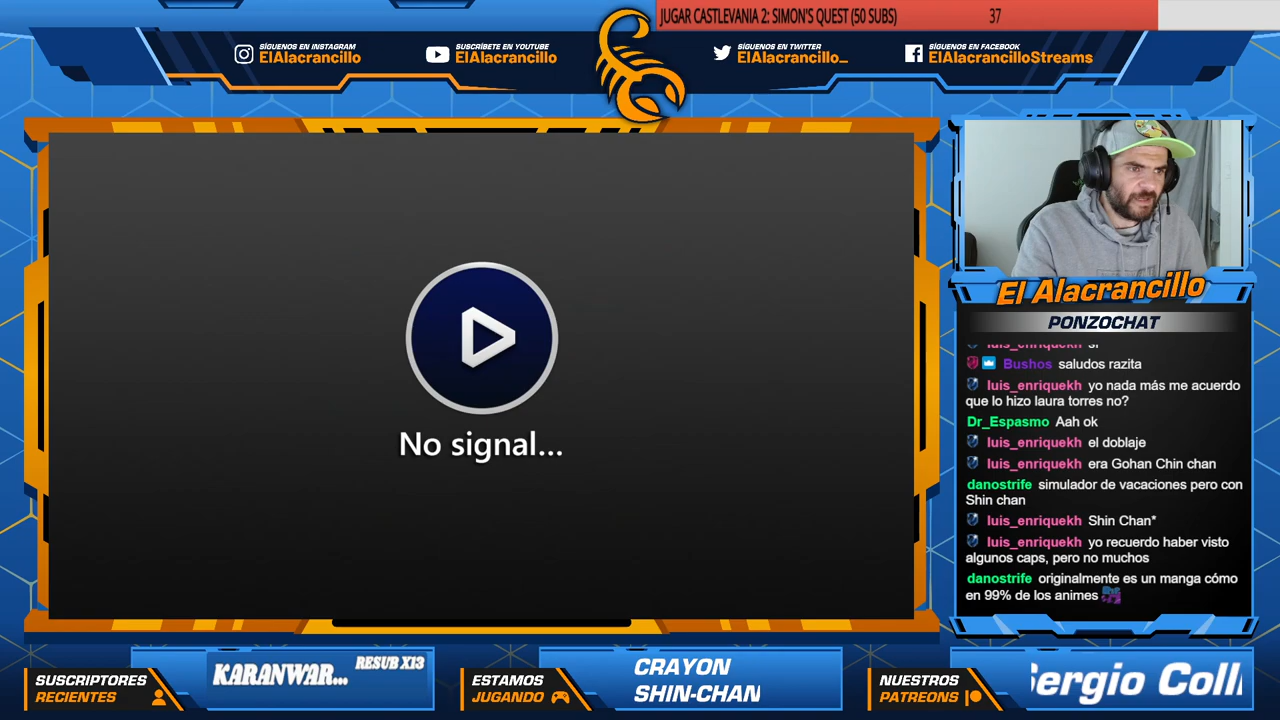 JUGAR CASTLEVANIA 2: SIMON'S QUEST (50 SUBS)
37
SÍGUENOS EN INSTAGRAM
ElAlacrancillo
SUSCRÍBETE EN YOUTUBE
ElAlacrancillo
SÍGUENOS EN TWITTER
ElAlacrancillo_
SÍGUENOS EN FACEBOOK
ElAlacrancilloStreams
No signal...
El Alacrancillo
PONZOCHAT
luis_enriquekh si
Bushos saludos razita
luis_enriquekh yo nada más me acuerdo
que lo hizo laura torres no?
Dr_Espasmo Aah ok
luis_enriquekh el doblaje
luis_enriquekh era Gohan Chin chan
danostrife simulador de vacaciones pero con
Shin chan
luis_enriquekh Shin Chan*
luis_enriquekh yo recuerdo haber visto
algunos caps, pero no muchos
danostrife originalmente es un manga cómo
en 99% de los animes
SUSCRIPTORES
RECIENTES
KARANWAR...
RESUB X13
ESTAMOS
JUGANDO
CRAYON
SHIN-CHAN
NUESTROS
PATREONS
Sergio Coll